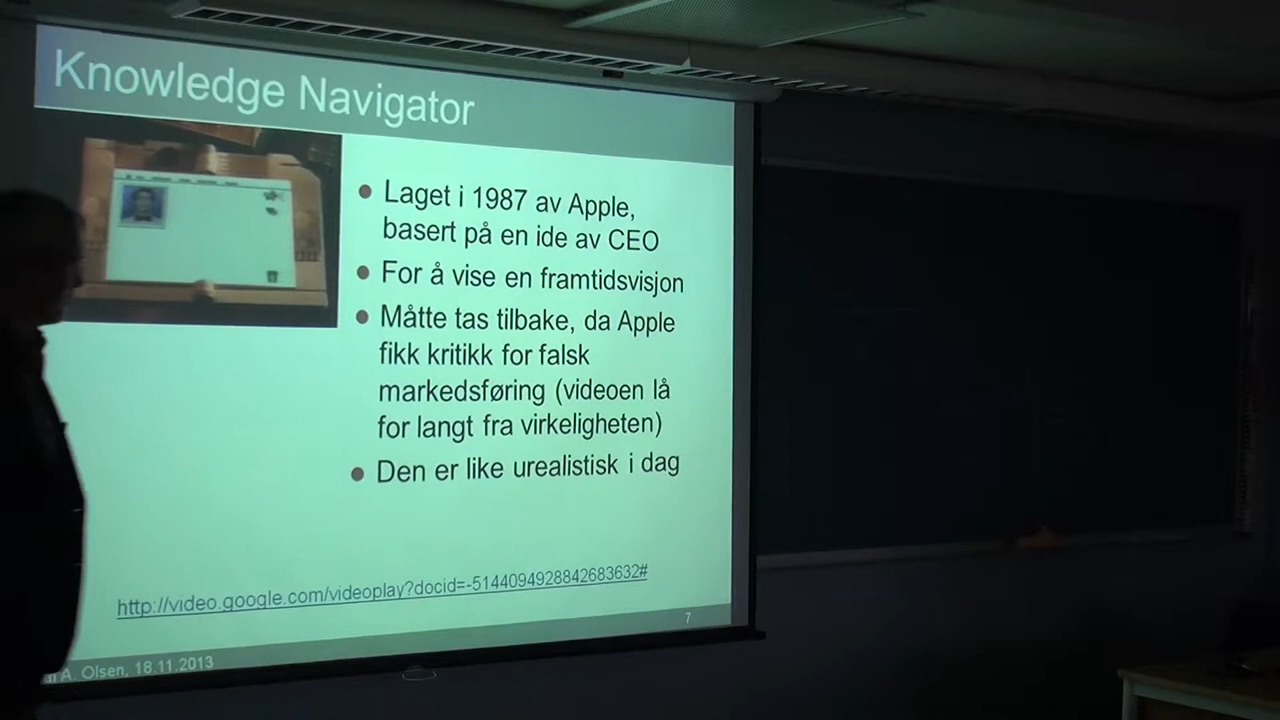 Knowledge Navigator
Laget i 1987 av Apple,
basert på en ide av CEO
For å vise en framtidsvisjon
Måtte tas tilbake, da Apple
fikk kritikk for falsk
markedsføring (videoen lå
for langt fra virkeligheten)
Den er like urealistisk i dag
http://video.google.com/videoplay?docid=-5144094928842683632#
7
A. Olsen, 18.11.2013